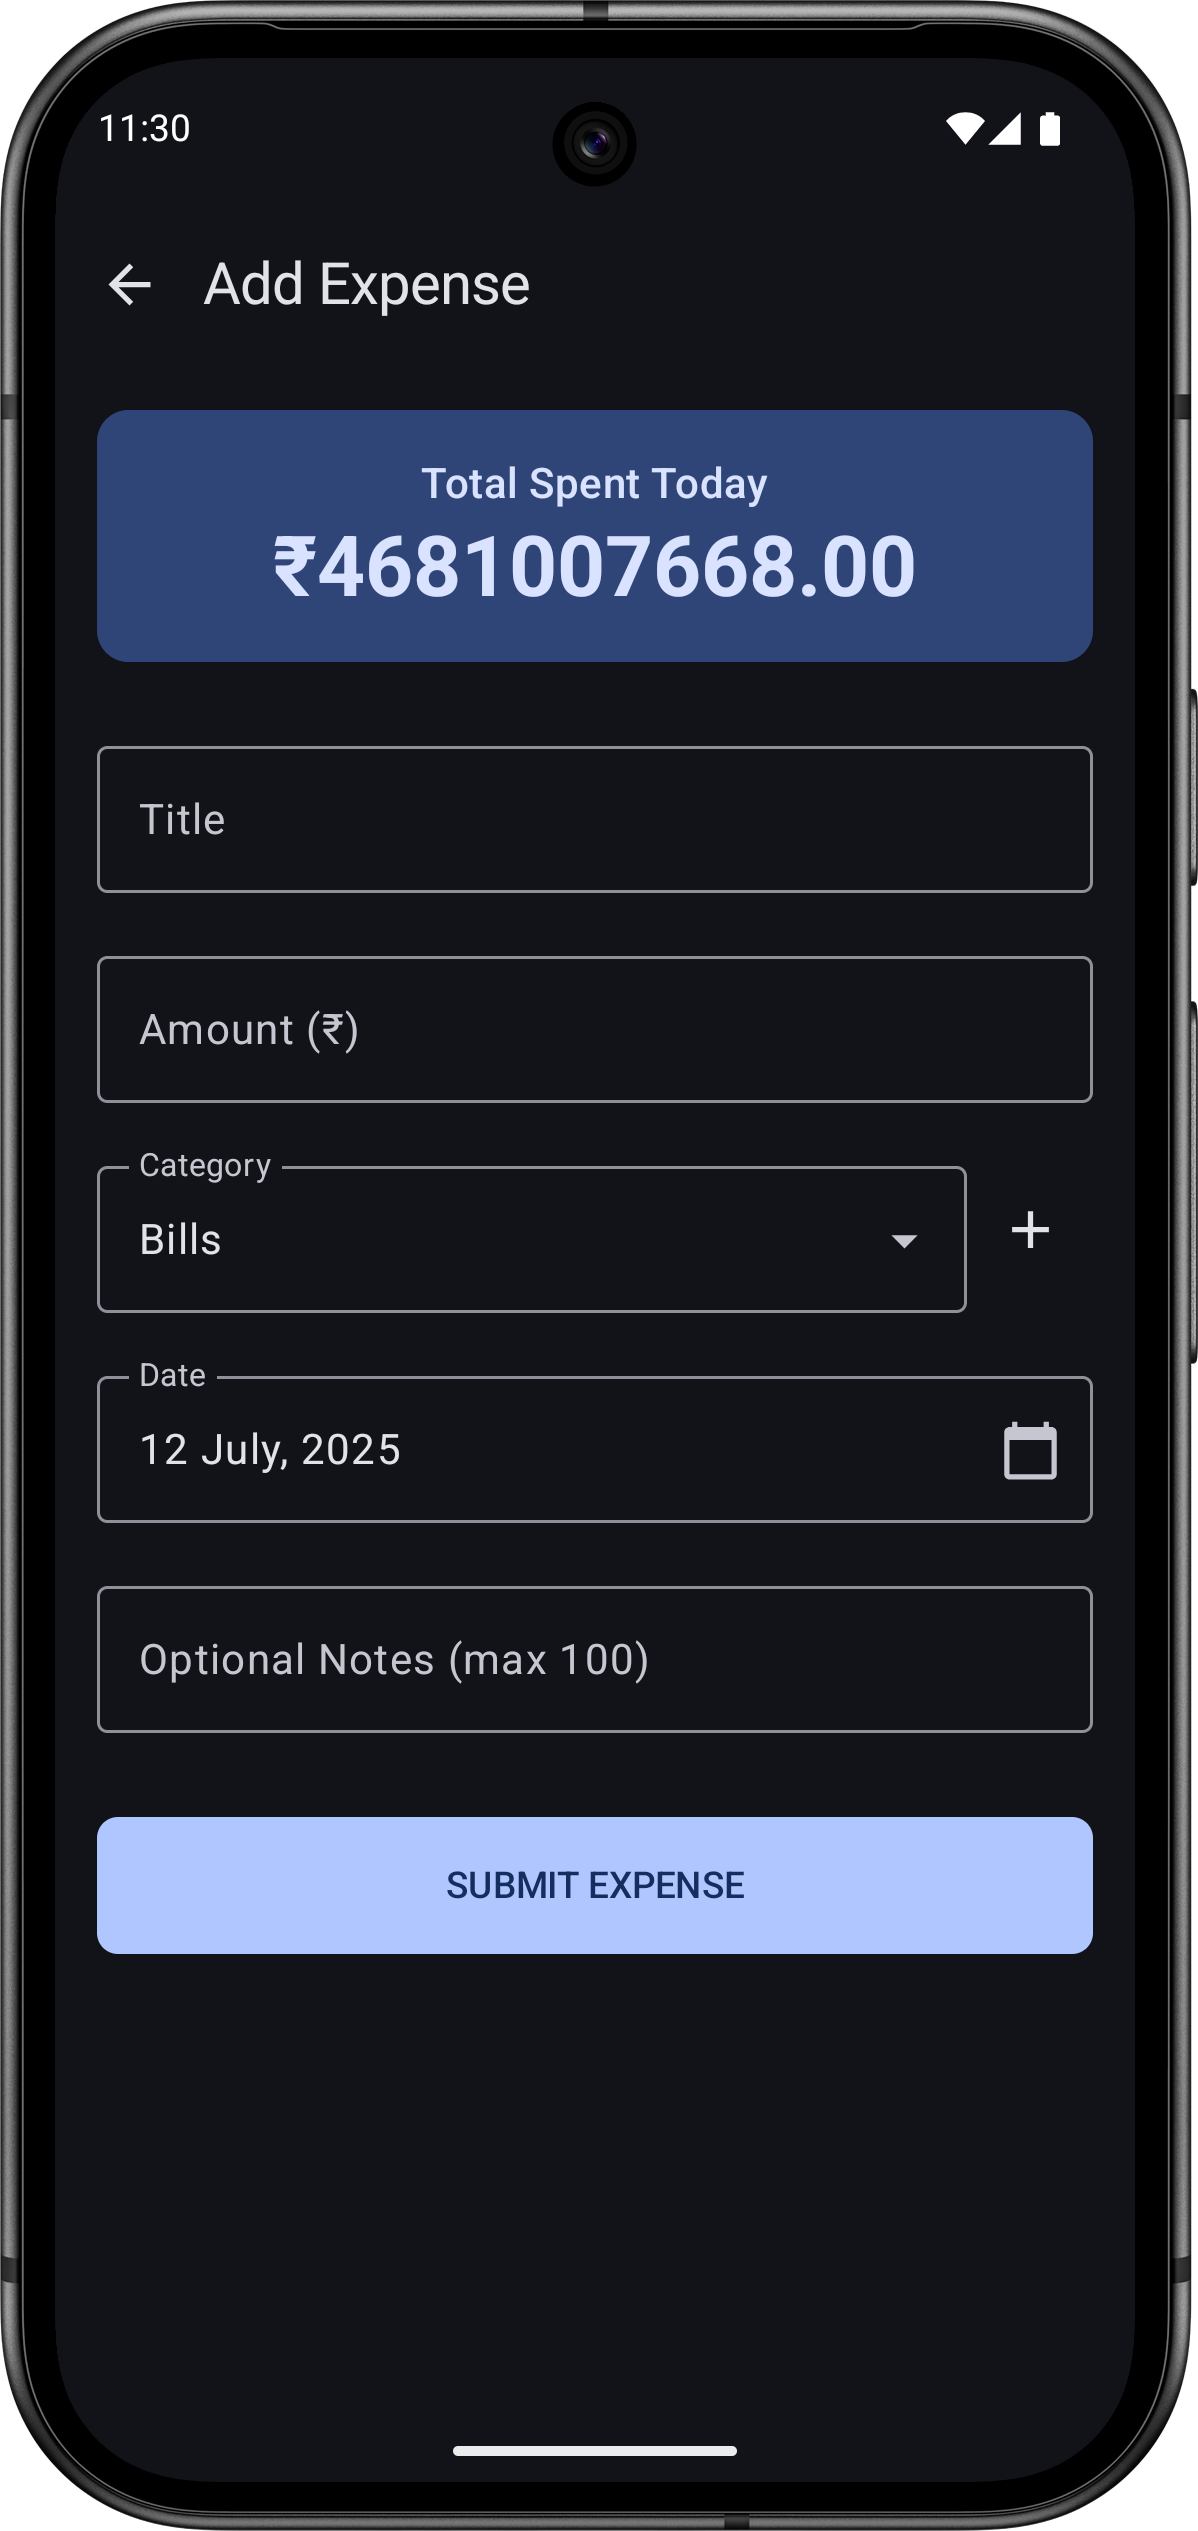 11:30
Add Expense
Total Spent Today
₹4681007668.00
Title
Amount (₹)
Category
Bills
Date
12 July, 2025
Optional Notes (max 100)
SUBMIT EXPENSE